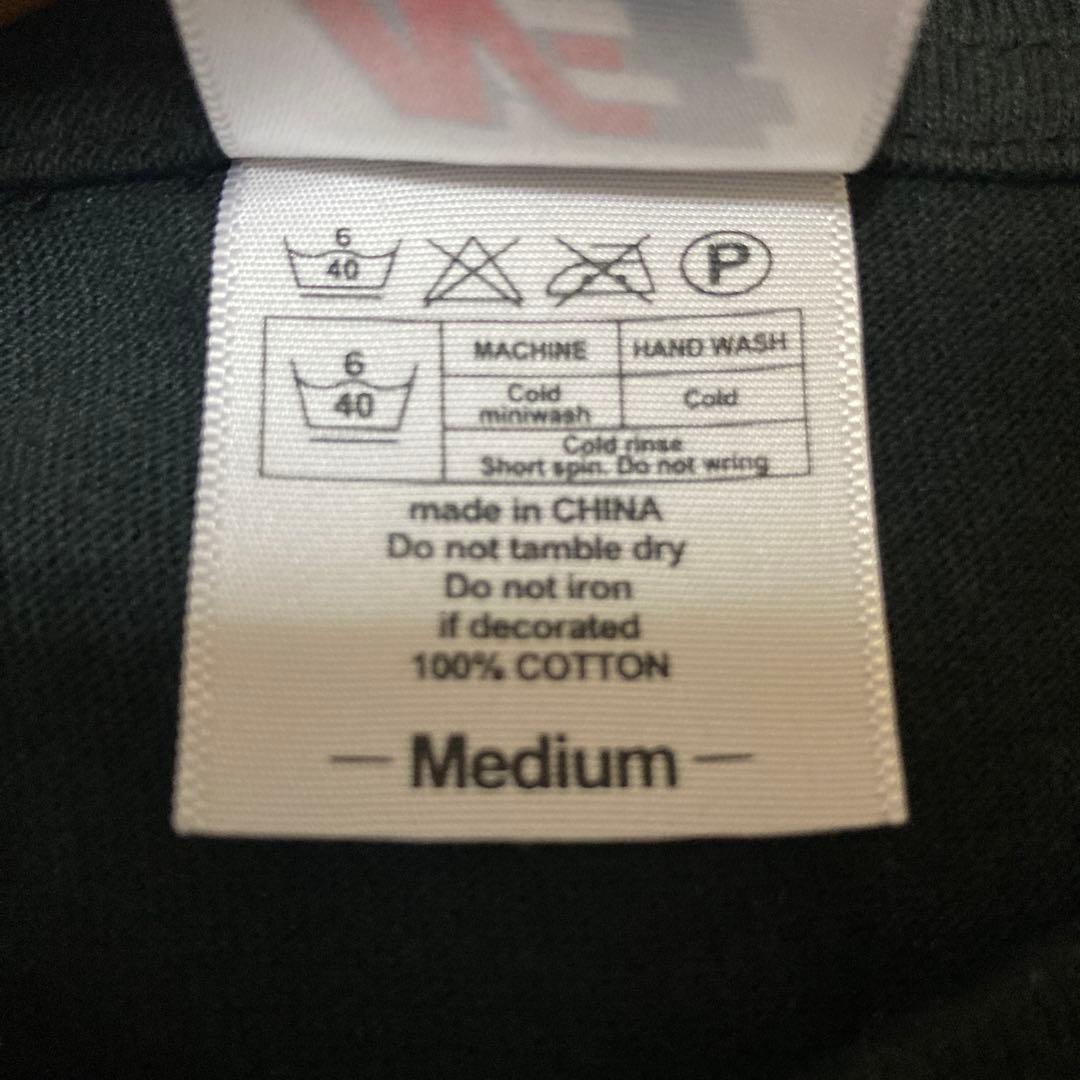 6
40
P
6
40
MACHINE HAND WASH
Cold
miniwash
Cold
Cold rinse
Short spin. Do not wring
made in CHINA
Do not tamble dry
Do not iron
if decorated
100% COTTON
— Medium —